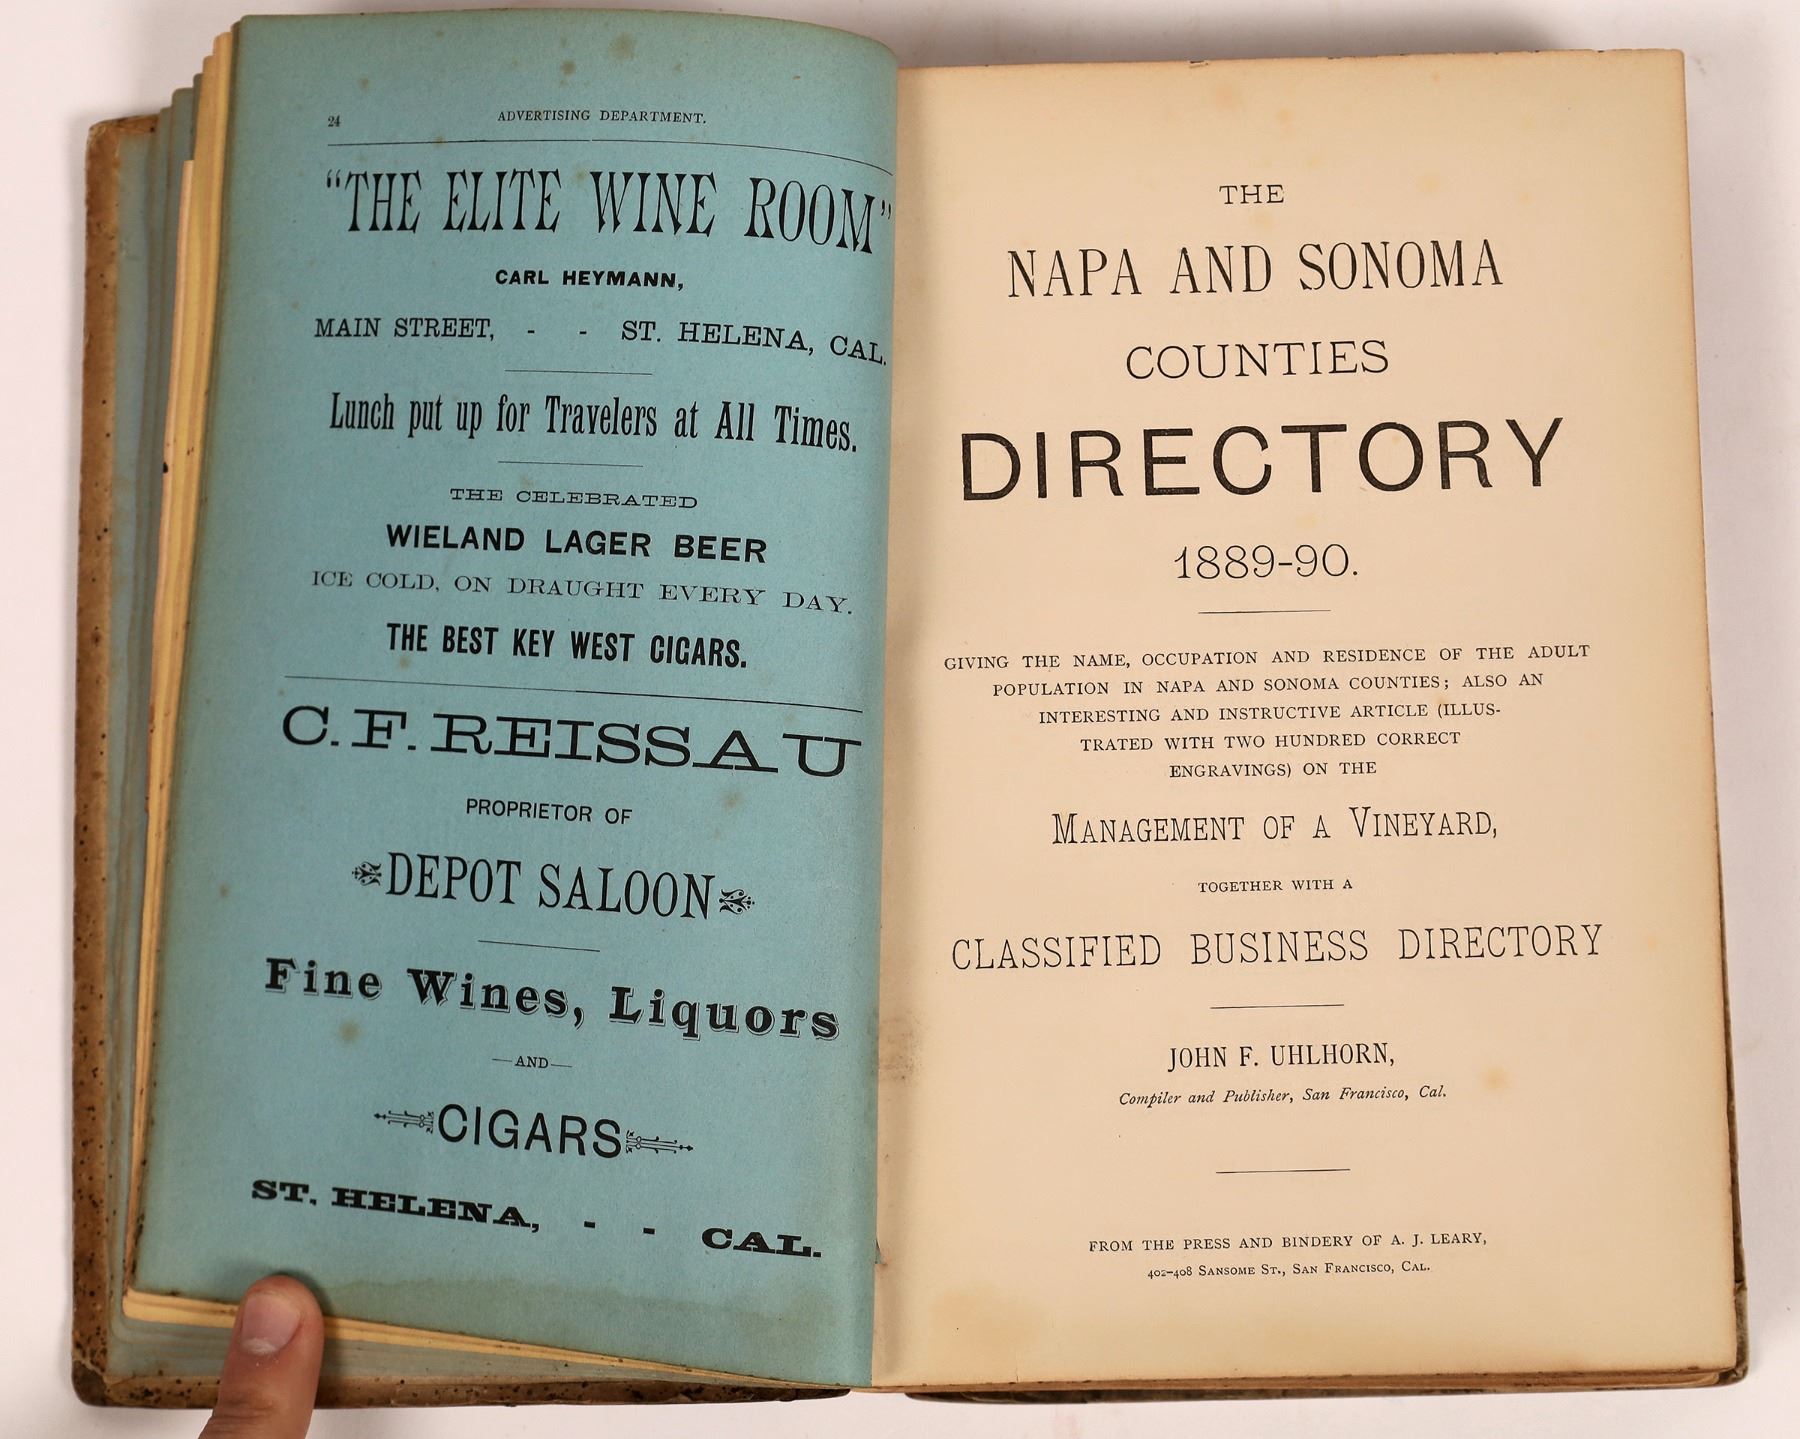 24 ADVERTISING DEPARTMENT.
"THE ELITE WINE ROOM"
CARL HEYMANN,
MAIN STREET, - - ST. HELENA, CAL.
Lunch put up for Travelers at All Times.
THE CELEBRATED
WIELAND LAGER BEER
ICE COLD, ON DRAUGHT EVERY DAY.
THE BEST KEY WEST CIGARS.
C. F. REISSAU
PROPRIETOR OF
DEPOT SALOON
Fine Wines, Liquors
—AND—
CIGARS
ST. HELENA, - - CAL.
THE
NAPA AND SONOMA
COUNTIES
DIRECTORY
1889-90.
GIVING THE NAME, OCCUPATION AND RESIDENCE OF THE ADULT
POPULATION IN NAPA AND SONOMA COUNTIES; ALSO AN
INTERESTING AND INSTRUCTIVE ARTICLE (ILLUS-
TRATED WITH TWO HUNDRED CORRECT
ENGRAVINGS) ON THE
MANAGEMENT OF A VINEYARD,
TOGETHER WITH A
CLASSIFIED BUSINESS DIRECTORY
JOHN F. UHLHORN,
Compiler and Publisher, San Francisco, Cal.
FROM THE PRESS AND BINDERY OF A. J. LEARY,
402-408 SANSOME ST., SAN FRANCISCO, CAL.